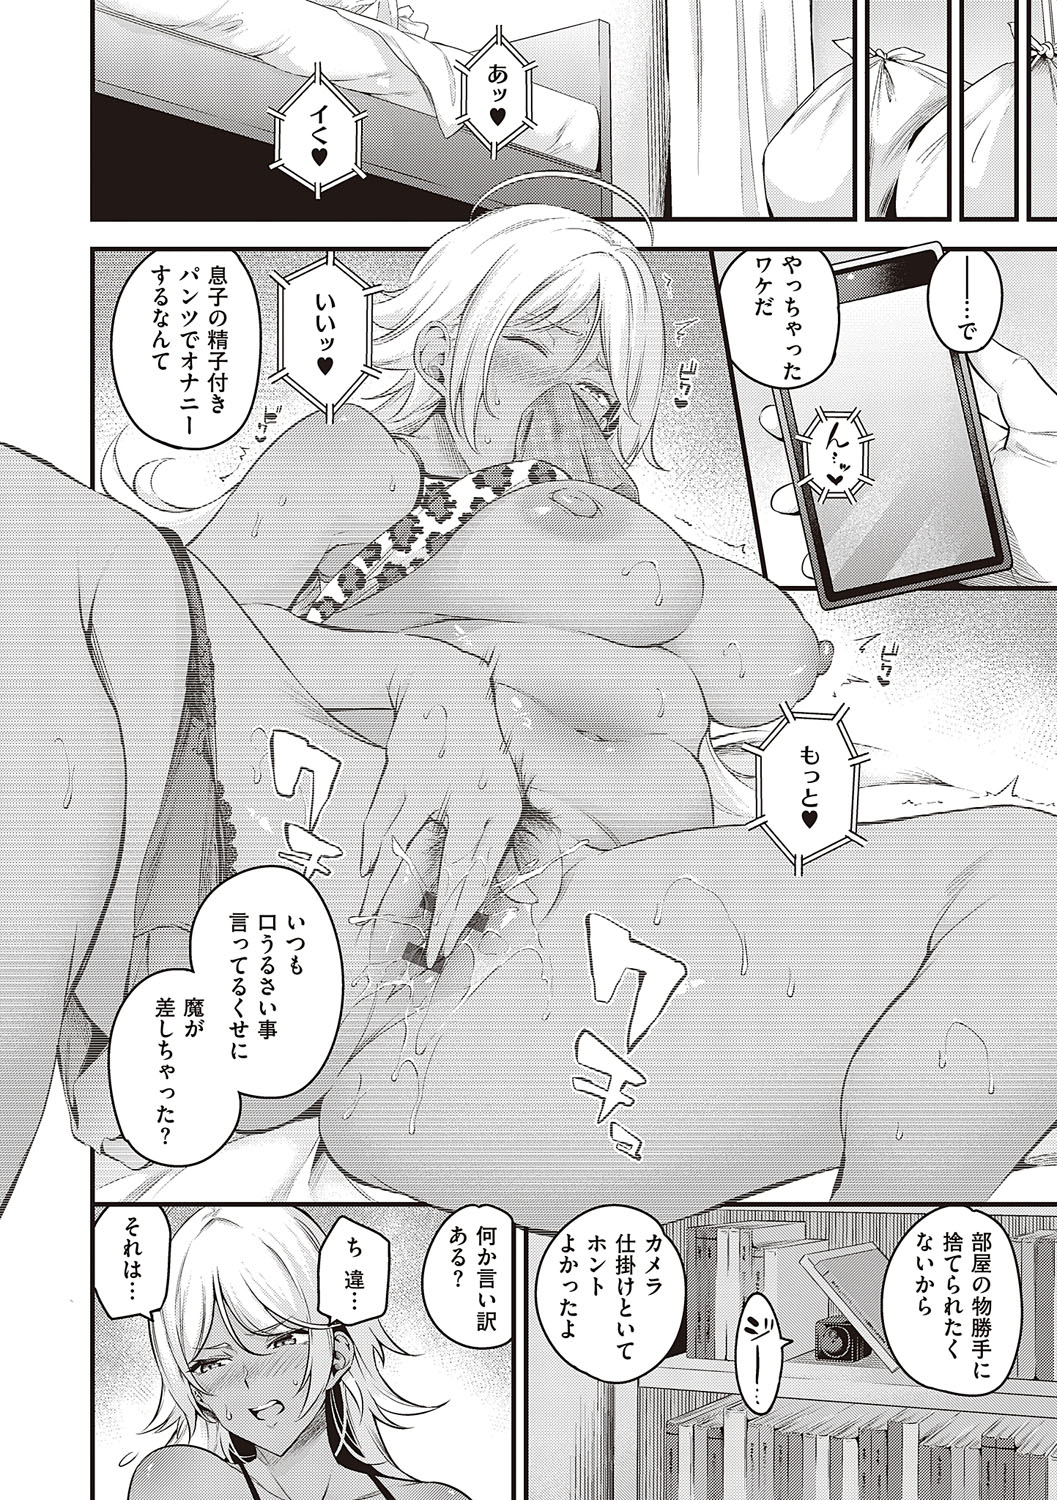 あッ♥
イく♥
―…で
やっちゃった
ワケだ
ん…ッ♥
いいッ♥
息子の精子付き
パンツでオナニー
するなんて
ドクッ
もっと♥
クチ
クチュ
いつも
口うるさい事
言ってるくせに
魔が
差しちゃった?
部屋の物勝手に
捨てられたく
ないから
ジー…
カメラ
仕掛けといて
ホント
よかったよ
何か言い訳
ある?
ち 違…
それは…